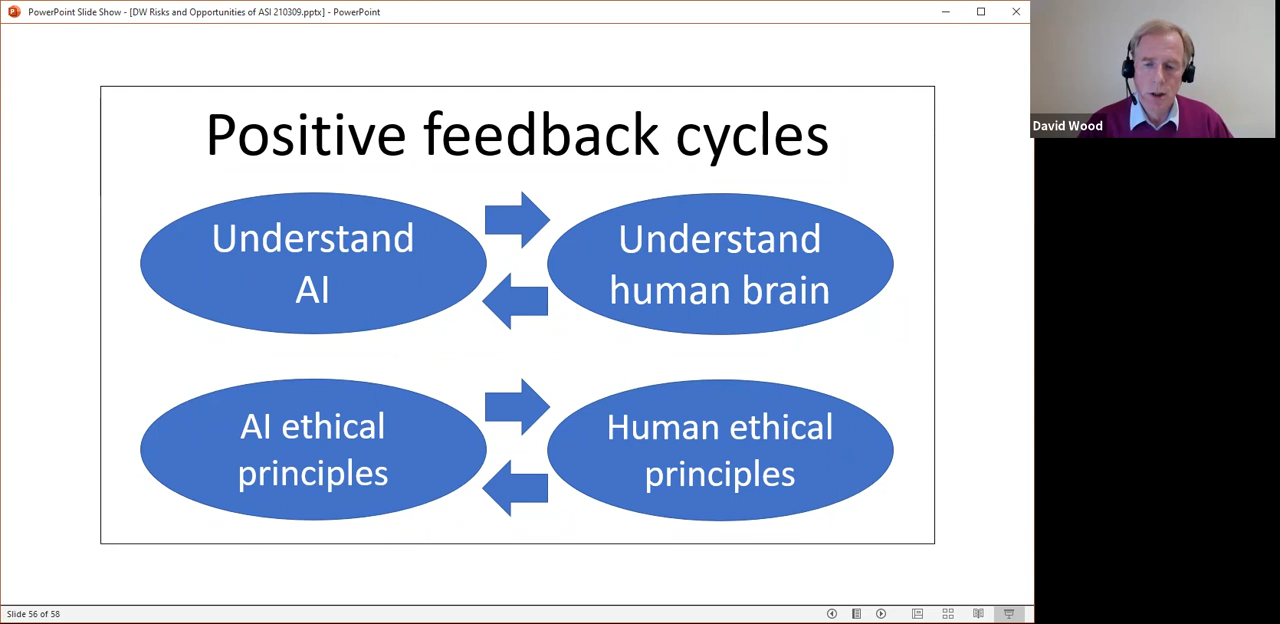 PowerPoint Slide Show - [DW Risks and Opportunities of ASI 210309.pptx] - PowerPoint
David Wood
Positive feedback cycles
Understand
AI
Understand
human brain
AI ethical
principles
Human ethical
principles
Slide 56 of 58